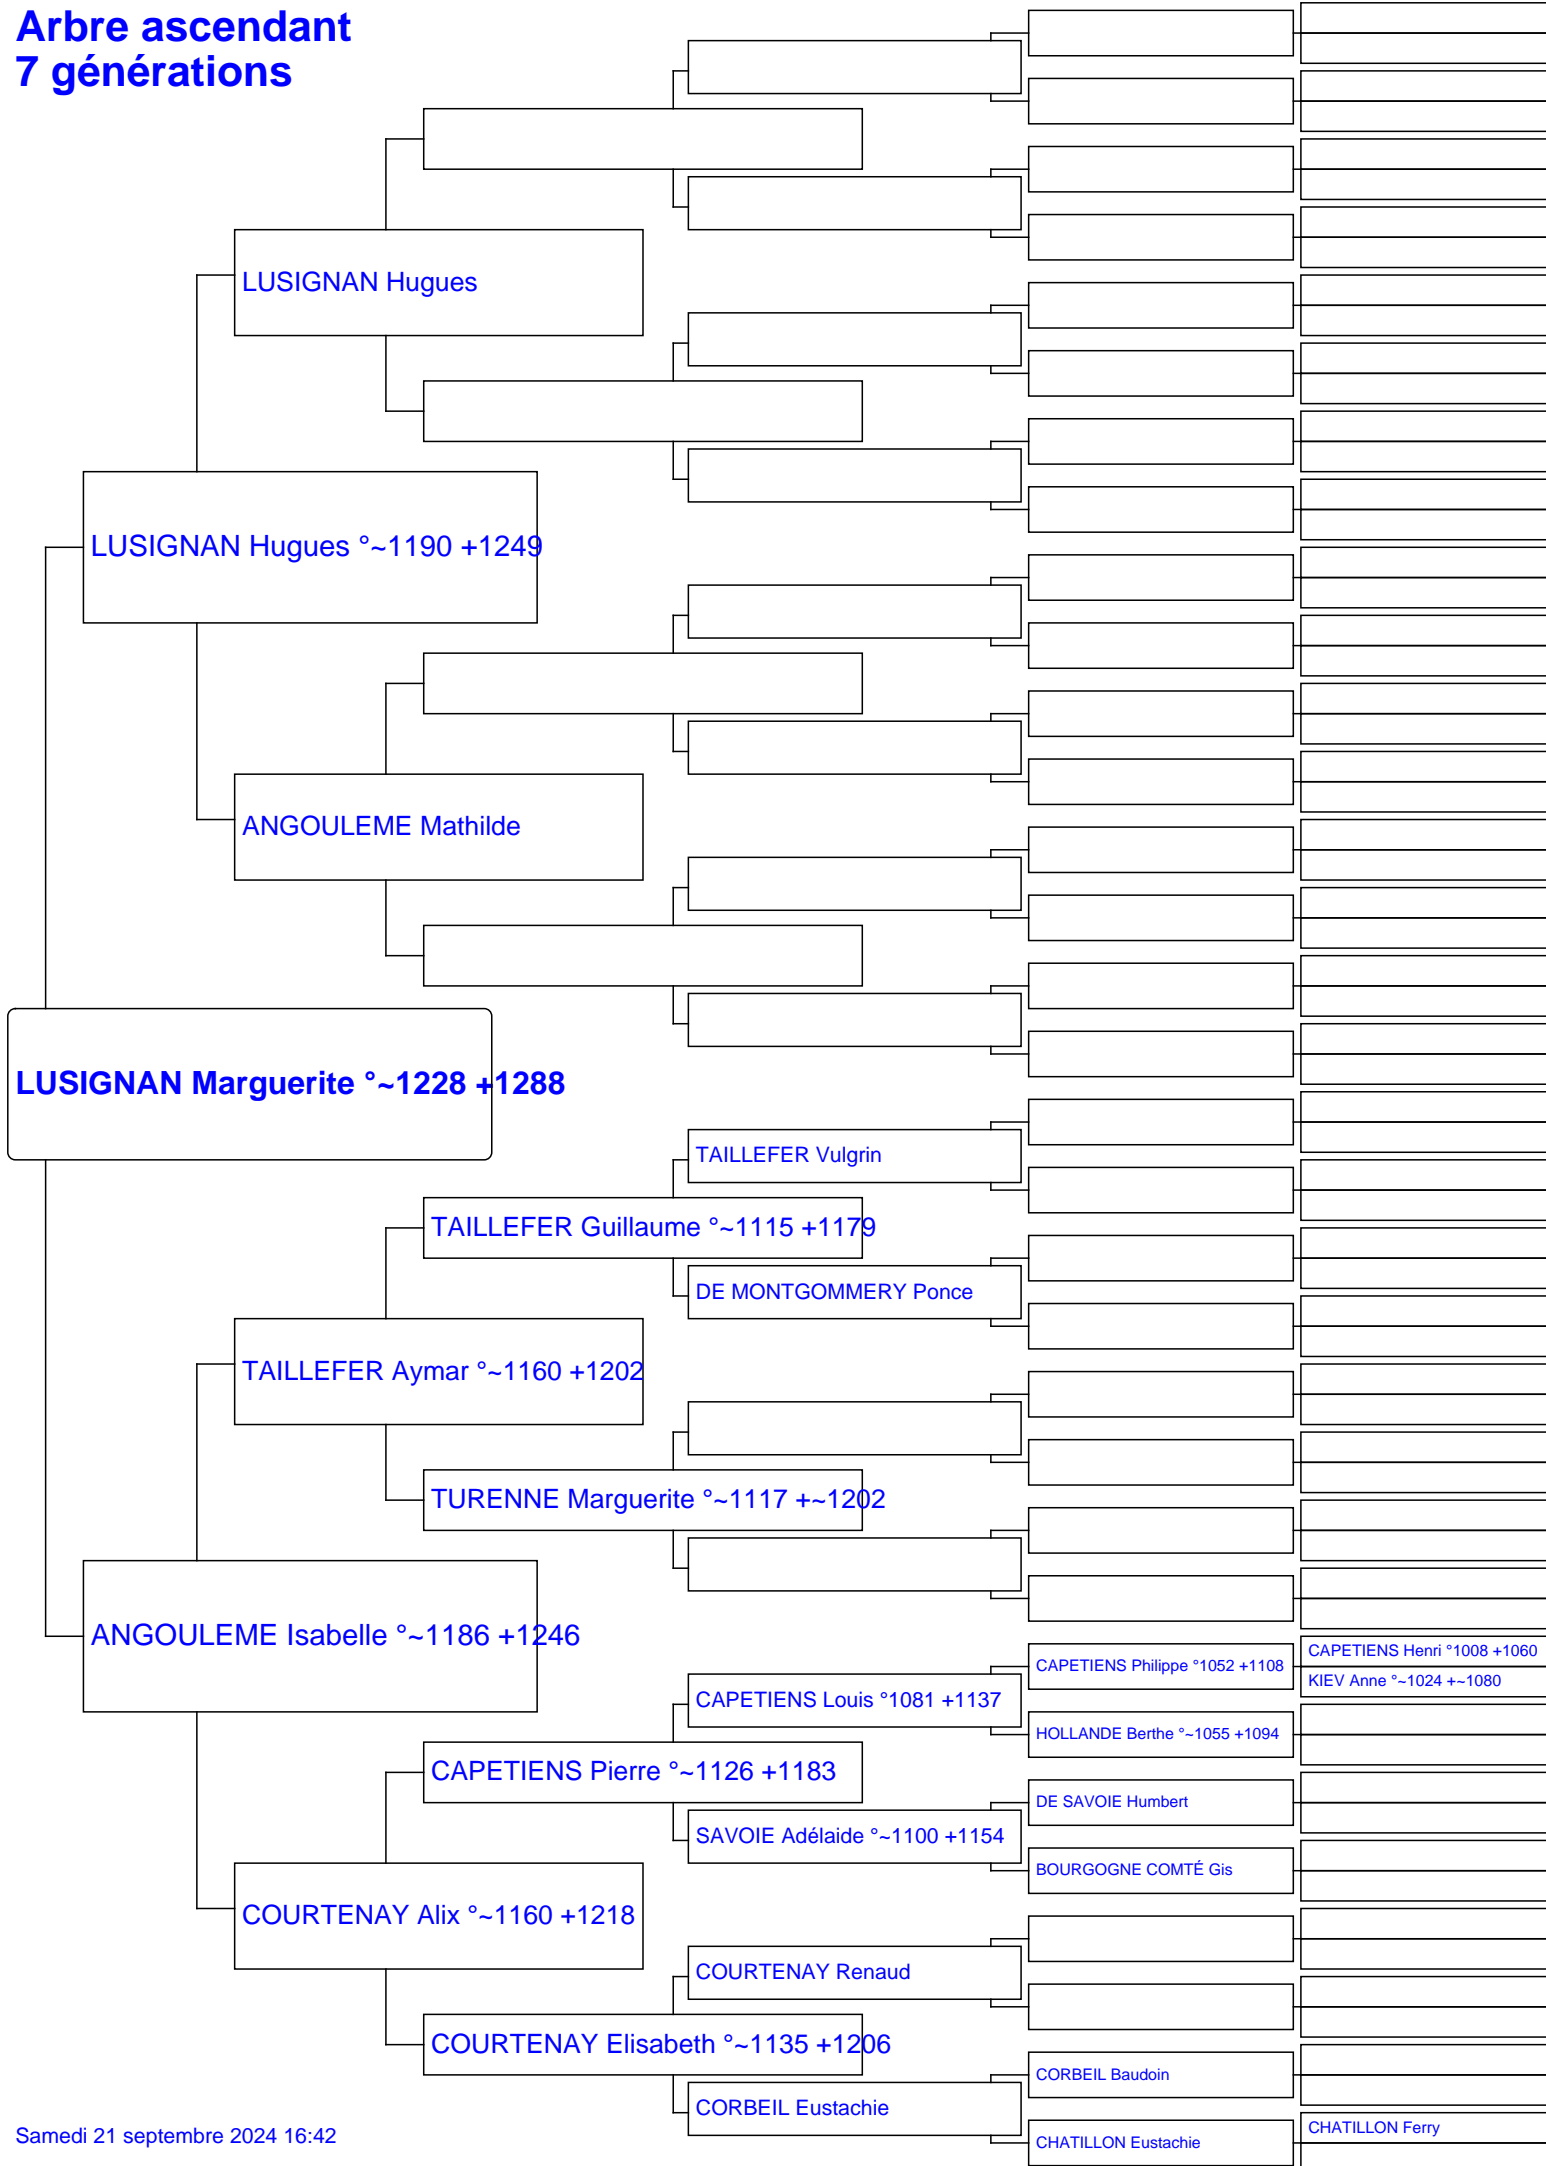 Arbre ascendant
7 générations
LUSIGNAN Hugues
LUSIGNAN Hugues °~1190 +1249
ANGOULEME Mathilde
LUSIGNAN Marguerite °~1228 +1288
TAILLEFER Vulgrin
TAILLEFER Guillaume °~1115 +1179
DE MONTGOMMERY Ponce
TAILLEFER Aymar °~1160 +1202
TURENNE Marguerite °~1117 +~1202
ANGOULEME Isabelle °~1186 +1246
CAPETIENS Henri °1008 +1060
CAPETIENS Philippe °1052 +1108
KIEV Anne °~1024 +~1080
CAPETIENS Louis °1081 +1137
HOLLANDE Berthe °~1055 +1094
CAPETIENS Pierre °~1126 +1183
DE SAVOIE Humbert
SAVOIE Adélaide °~1100 +1154
BOURGOGNE COMTÉ Gis
COURTENAY Alix °~1160 +1218
COURTENAY Renaud
COURTENAY Elisabeth °~1135 +1206
CORBEIL Baudoin
CORBEIL Eustachie
CHATILLON Ferry
CHATILLON Eustachie
Samedi 21 septembre 2024 16:42